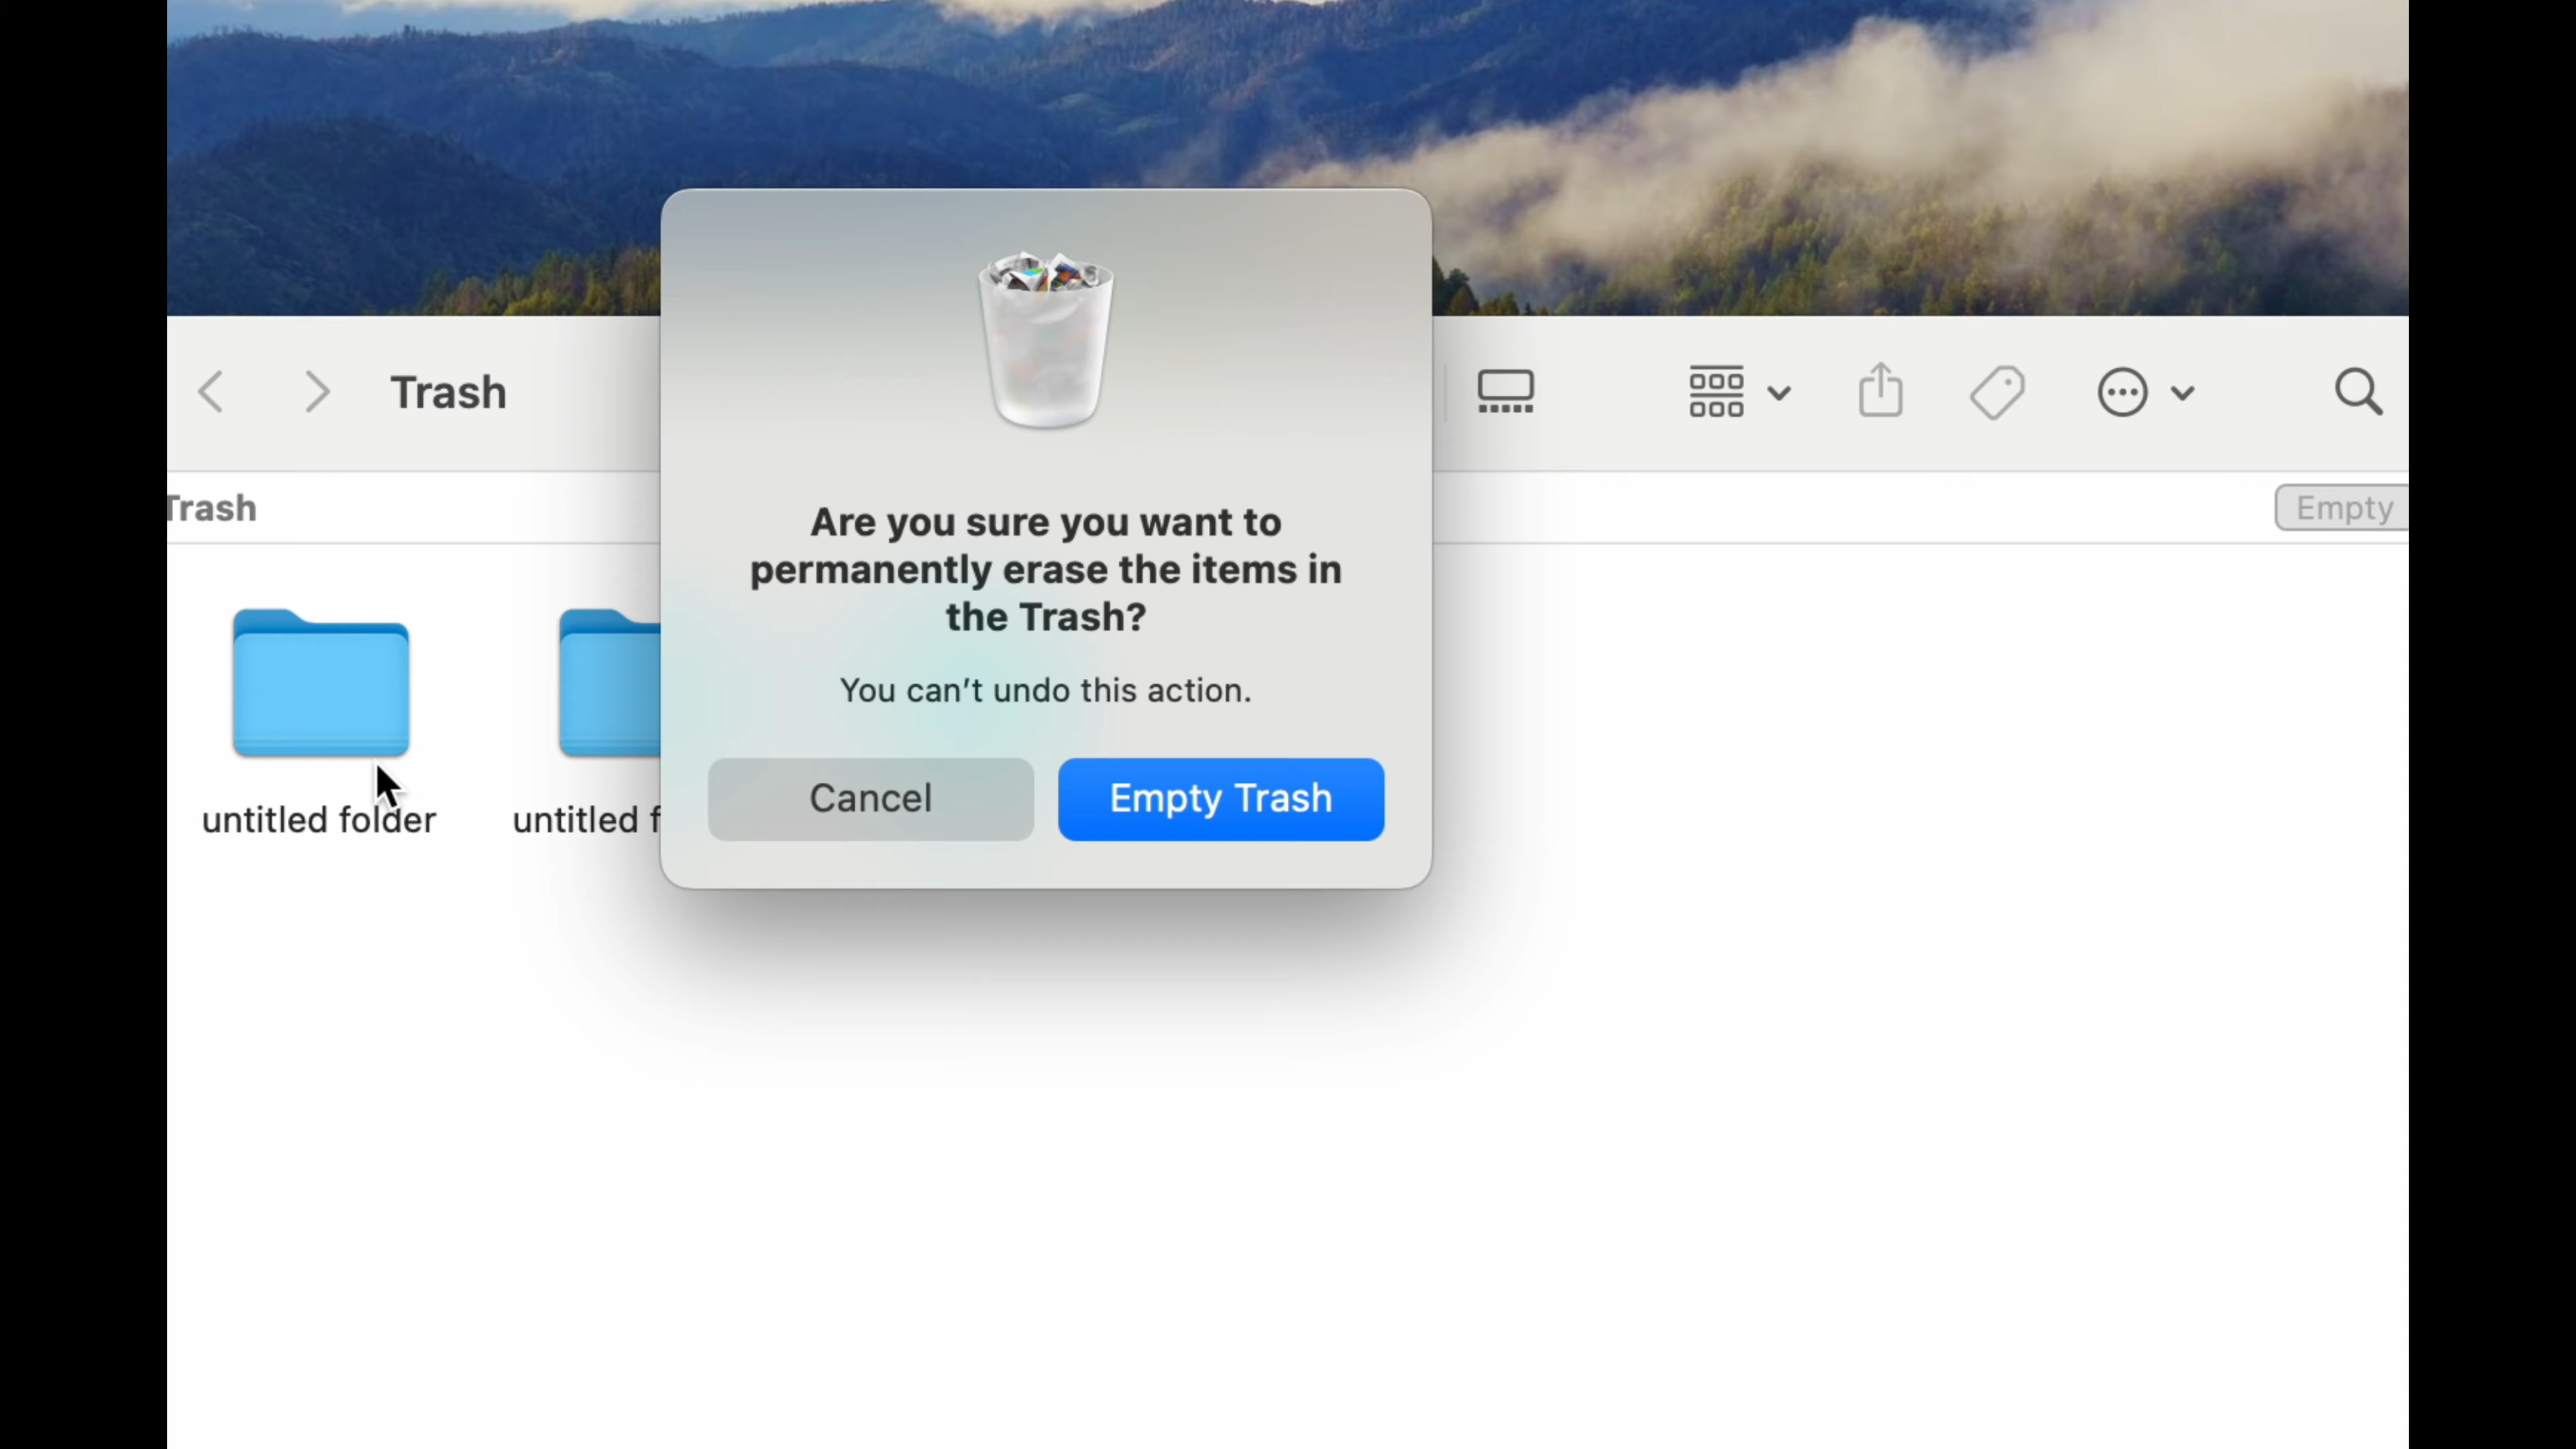 Trash
Trash
Empty
Are you sure you want to
permanently erase the items in
the Trash?
You can't undo this action.
Cancel
Empty Trash
untitled folder
untitled